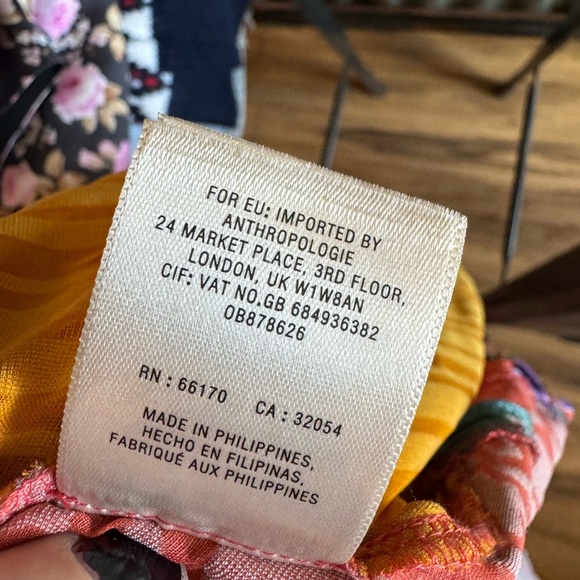 FOR EU: IMPORTED BY
ANTHROPOLOGIE
24 MARKET PLACE, 3RD FLOOR,
LONDON, UK W1W8AN
CIF: VAT NO.GB 684936382
OB878626
RN : 66170 CA : 32054
MADE IN PHILIPPINES,
HECHO EN FILIPINAS,
FABRIQUÉ AUX PHILIPPINES